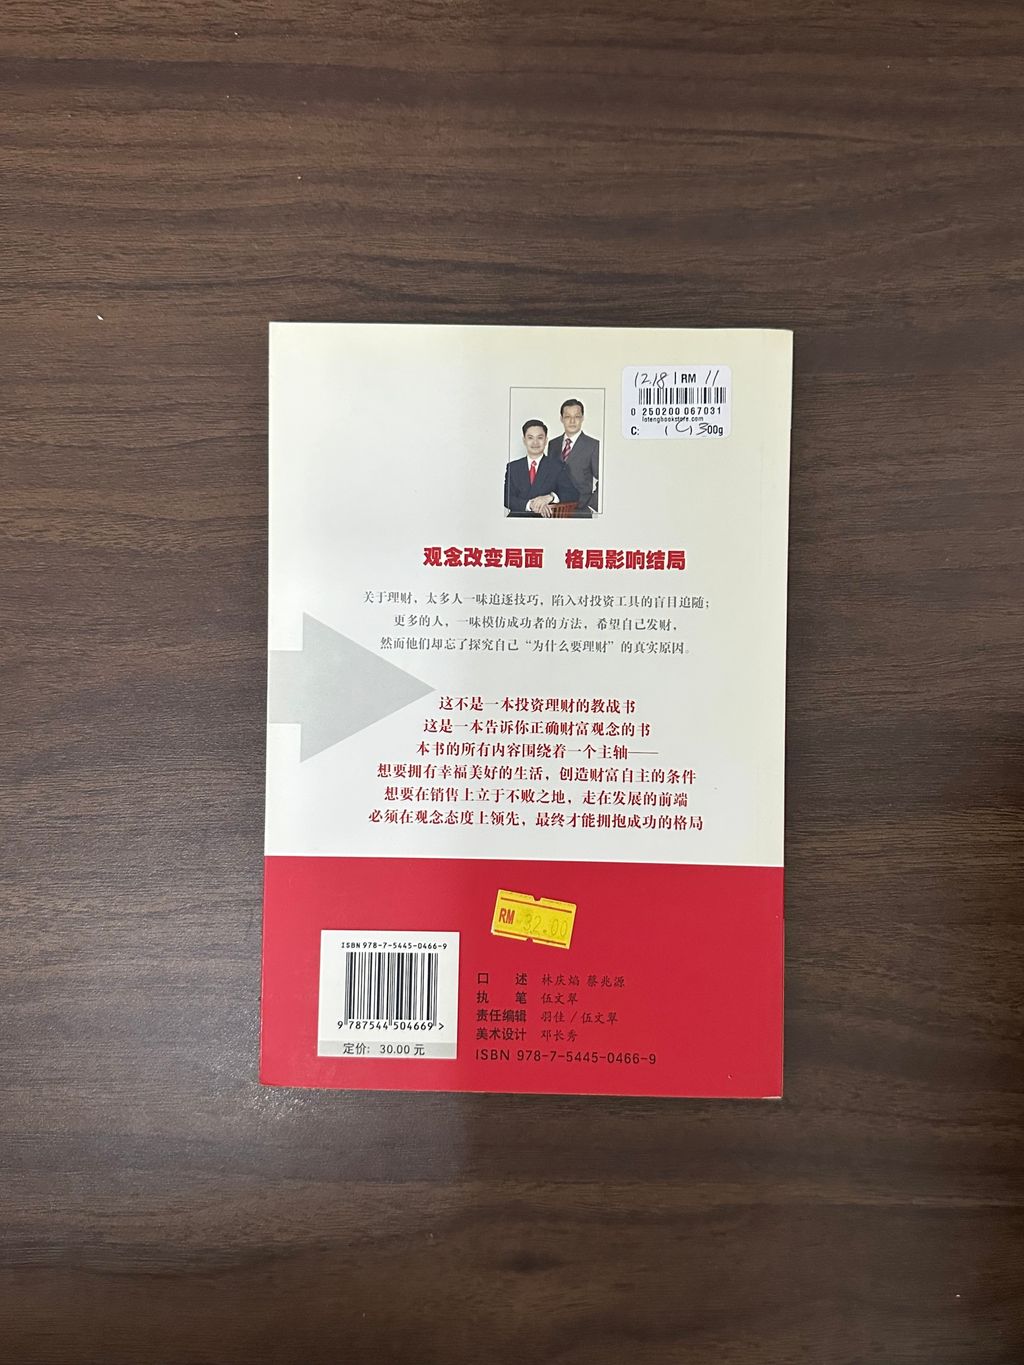 1218 | RM 11
0 250200 067031
lotengbookstore.com
C: 300g
观念改变局面 格局影响结局
关于理财，太多人一味追逐技巧，陷入对投资工具的盲目追随；
更多的人，一味模仿成功者的方法，希望自己发财，
然而他们却忘了探究自己“为什么要理财”的真实原因。
这不是一本投资理财的教战书
这是一本告诉你正确财富观念的书
本书的所有内容围绕着一个主轴——
想要拥有幸福美好的生活，创造财富自主的条件
想要在销售上立于不败之地，走在发展的前端
必须在观念态度上领先，最终才能拥抱成功的格局
RM 32.00
ISBN 978-7-5445-0466-9
9 787544 504669 >
定价：30.00 元
口 述 林庆焰 蔡兆源
执 笔 伍文翠
责任编辑 羽佳 / 伍文翠
美术设计 邓长秀
ISBN 978-7-5445-0466-9